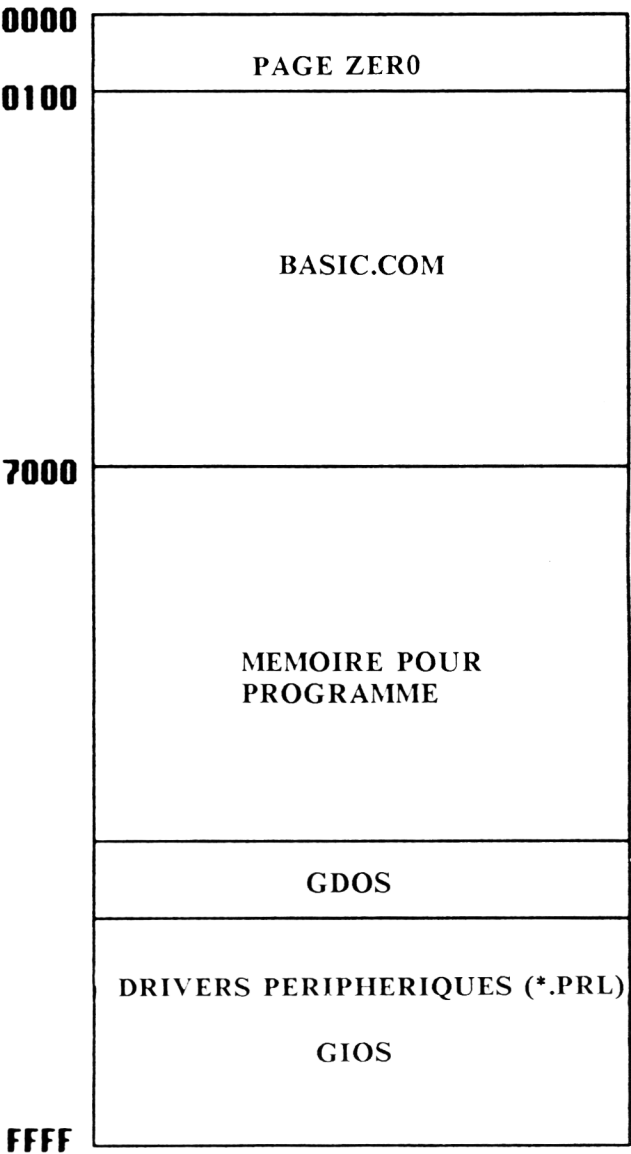 0000
PAGE ZER0
0100
BASIC.COM
7000
MEMOIRE POUR
PROGRAMME
GDOS
DRIVERS PERIPHERIQUES (*.PRL)
GIOS
FFFF